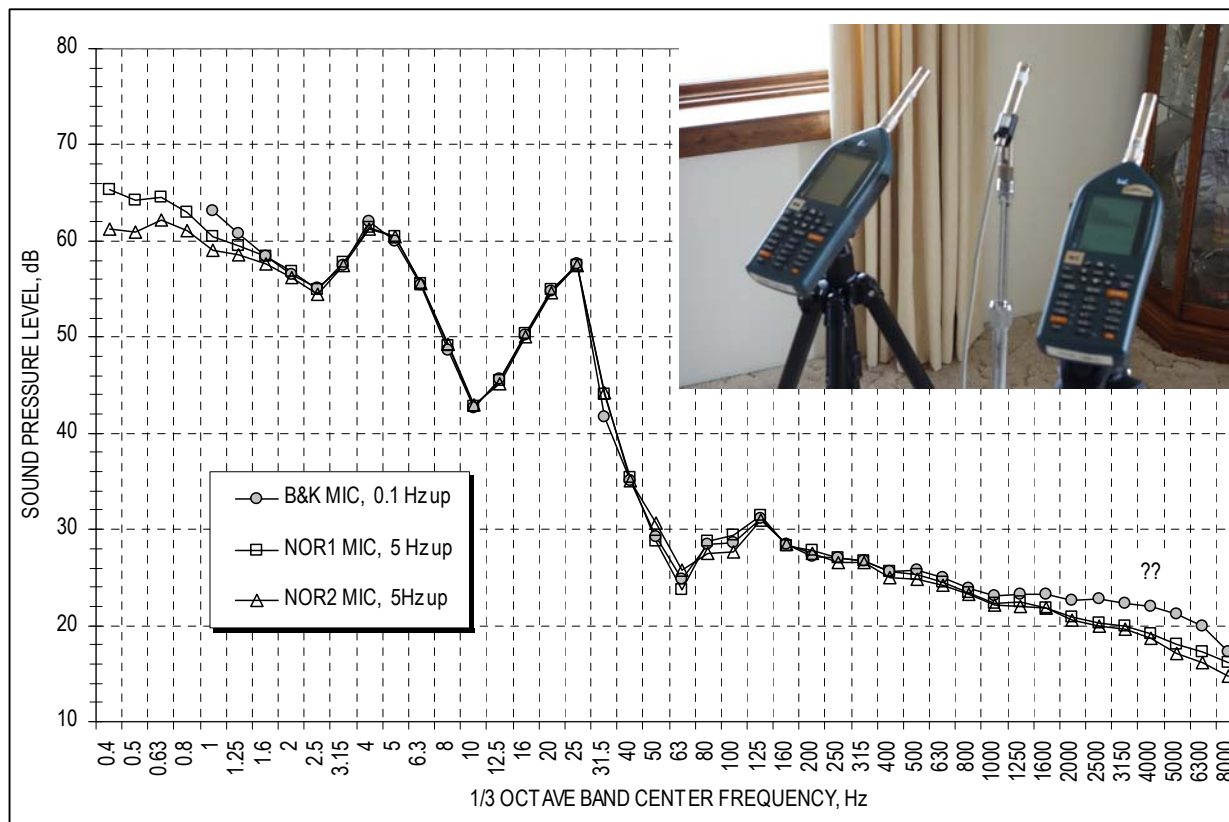 80
70
60
50
40
30
20
10
SOUND PRESSURE LEVEL, dB
B&K MIC, 0.1 Hz up
NOR1 MIC, 5 Hz up
NOR2 MIC, 5Hz up
??
0.4 0.5 0.63 0.8 1 1.25 1.6 2 2.5 3.15 4 5 6.3 8 10 12.5 16 20 25 31.5 40 50 63 80 100 125 160 200 250 315 400 500 630 800 1000 1250 1600 2000 2500 3150 4000 5000 6300 8000
1/3 OCTAVE BAND CENTER FREQUENCY, Hz